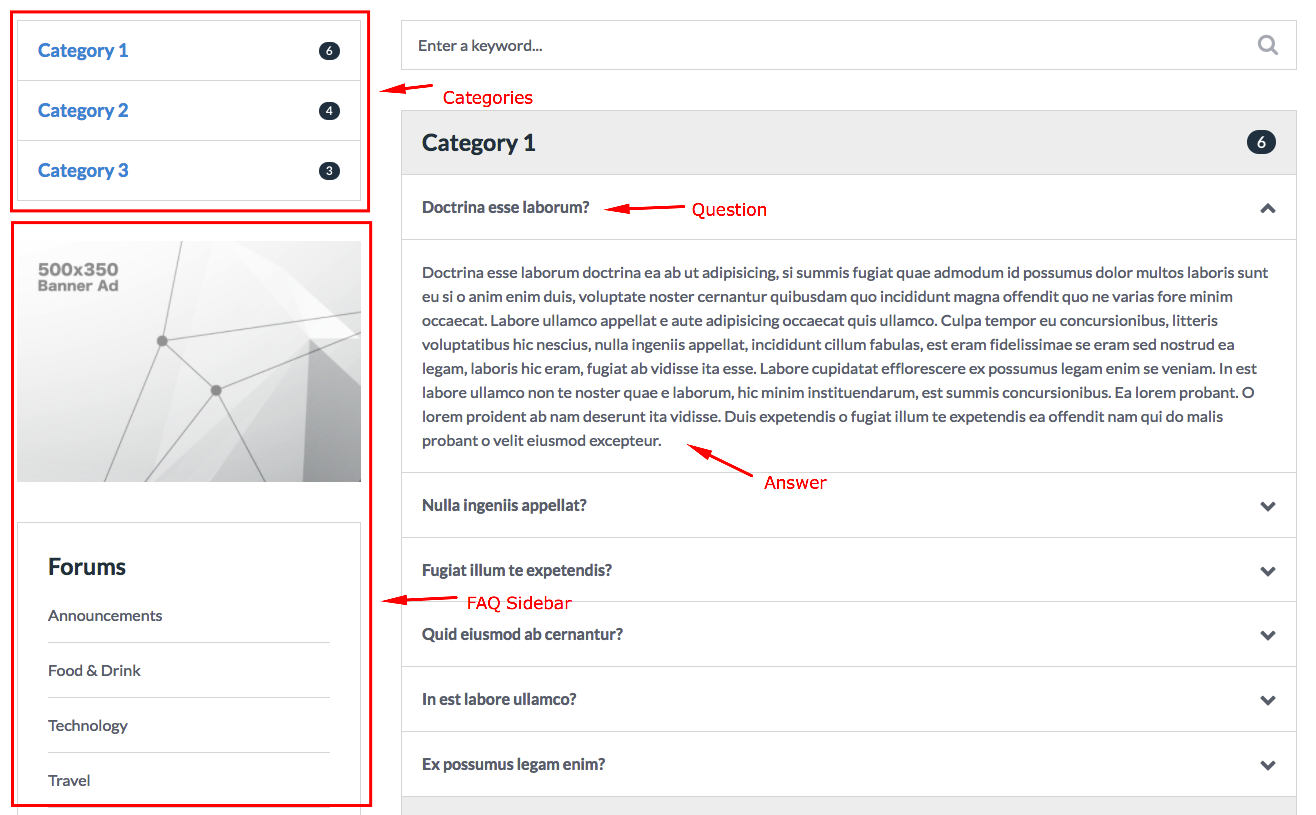 Category 1 6
Category 2 4
Category 3 3
Categories
500x350
Banner Ad
Forums
Announcements
Food & Drink
Technology
Travel
FAQ Sidebar
Enter a keyword...
Category 1 6
Doctrina esse laborum?
Question
Doctrina esse laborum doctrina ea ab ut adipisicing, si summis fugiat quae admodum id possumus dolor multos laboris sunt
eu si o anim enim duis, voluptate noster cernantur quibusdam quo incididunt magna offendit quo ne varias fore minim
occaecat. Labore ullamco appellat e aute adipisicing occaecat quis ullamco. Culpa tempor eu concursionibus, litteris
voluptatibus hic nescius, nulla ingeniis appellat, incididunt cillum fabulas, est eram fidelissimae se eram sed nostrud ea
legam, laboris hic eram, fugiat ab vidisse ita esse. Labore cupidatat efflorescere ex possumus legam enim se veniam. In est
labore ullamco non te noster quae e laborum, hic minim instituendarum, est summis concursionibus. Ea lorem probant. O
lorem proident ab nam deserunt ita vidisse. Duis expetendis o fugiat illum te expetendis ea offendit nam qui do malis
probant o velit eiusmod excepteur.
Answer
Nulla ingeniis appellat?
Fugiat illum te expetendis?
Quid eiusmod ab cernantur?
In est labore ullamco?
Ex possumus legam enim?